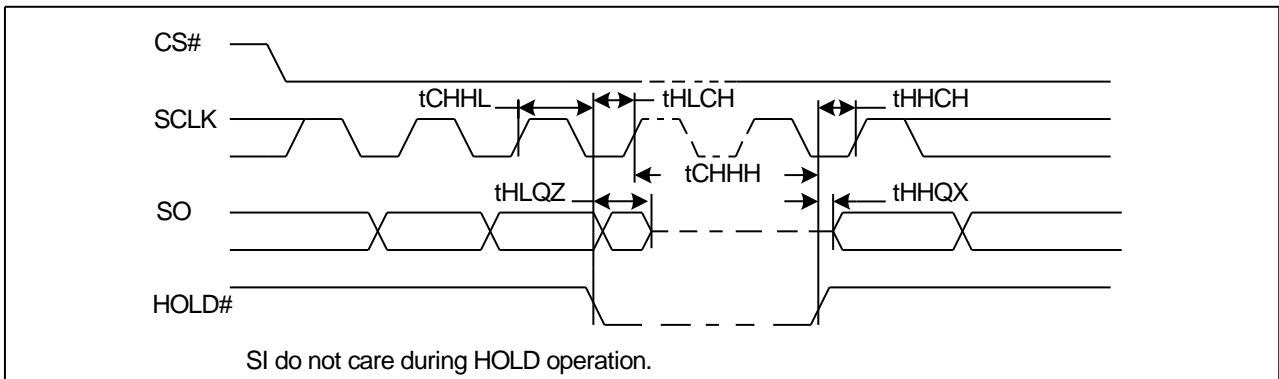 CS#
tCHHL
tHLCH
tHHCH
SCLK
tCHHH
tHLQZ
tHHQX
SO
HOLD#
SI do not care during HOLD operation.